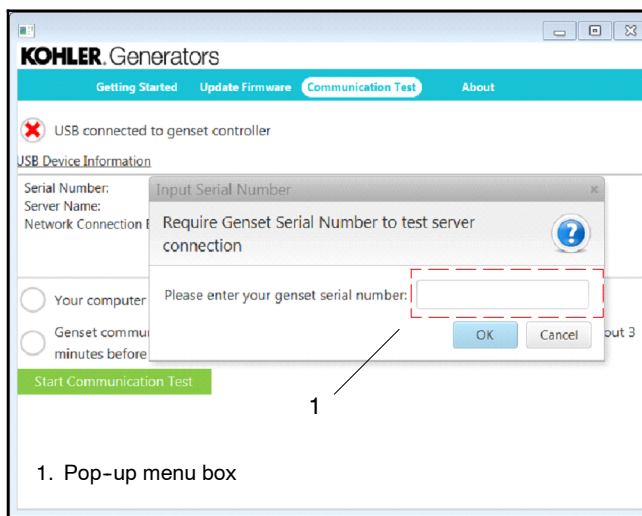 KOHLER. Generators
Getting Started Update Firmware Communication Test About
USB connected to genset controller
USB Device Information
Serial Number:
Server Name:
Network Connection
Input Serial Number
Require Genset Serial Number to test server
connection
Please enter your genset serial number:
OK Cancel
Your computer
Genset commu out 3
minutes before
Start Communication Test
1
1. Pop-up menu box